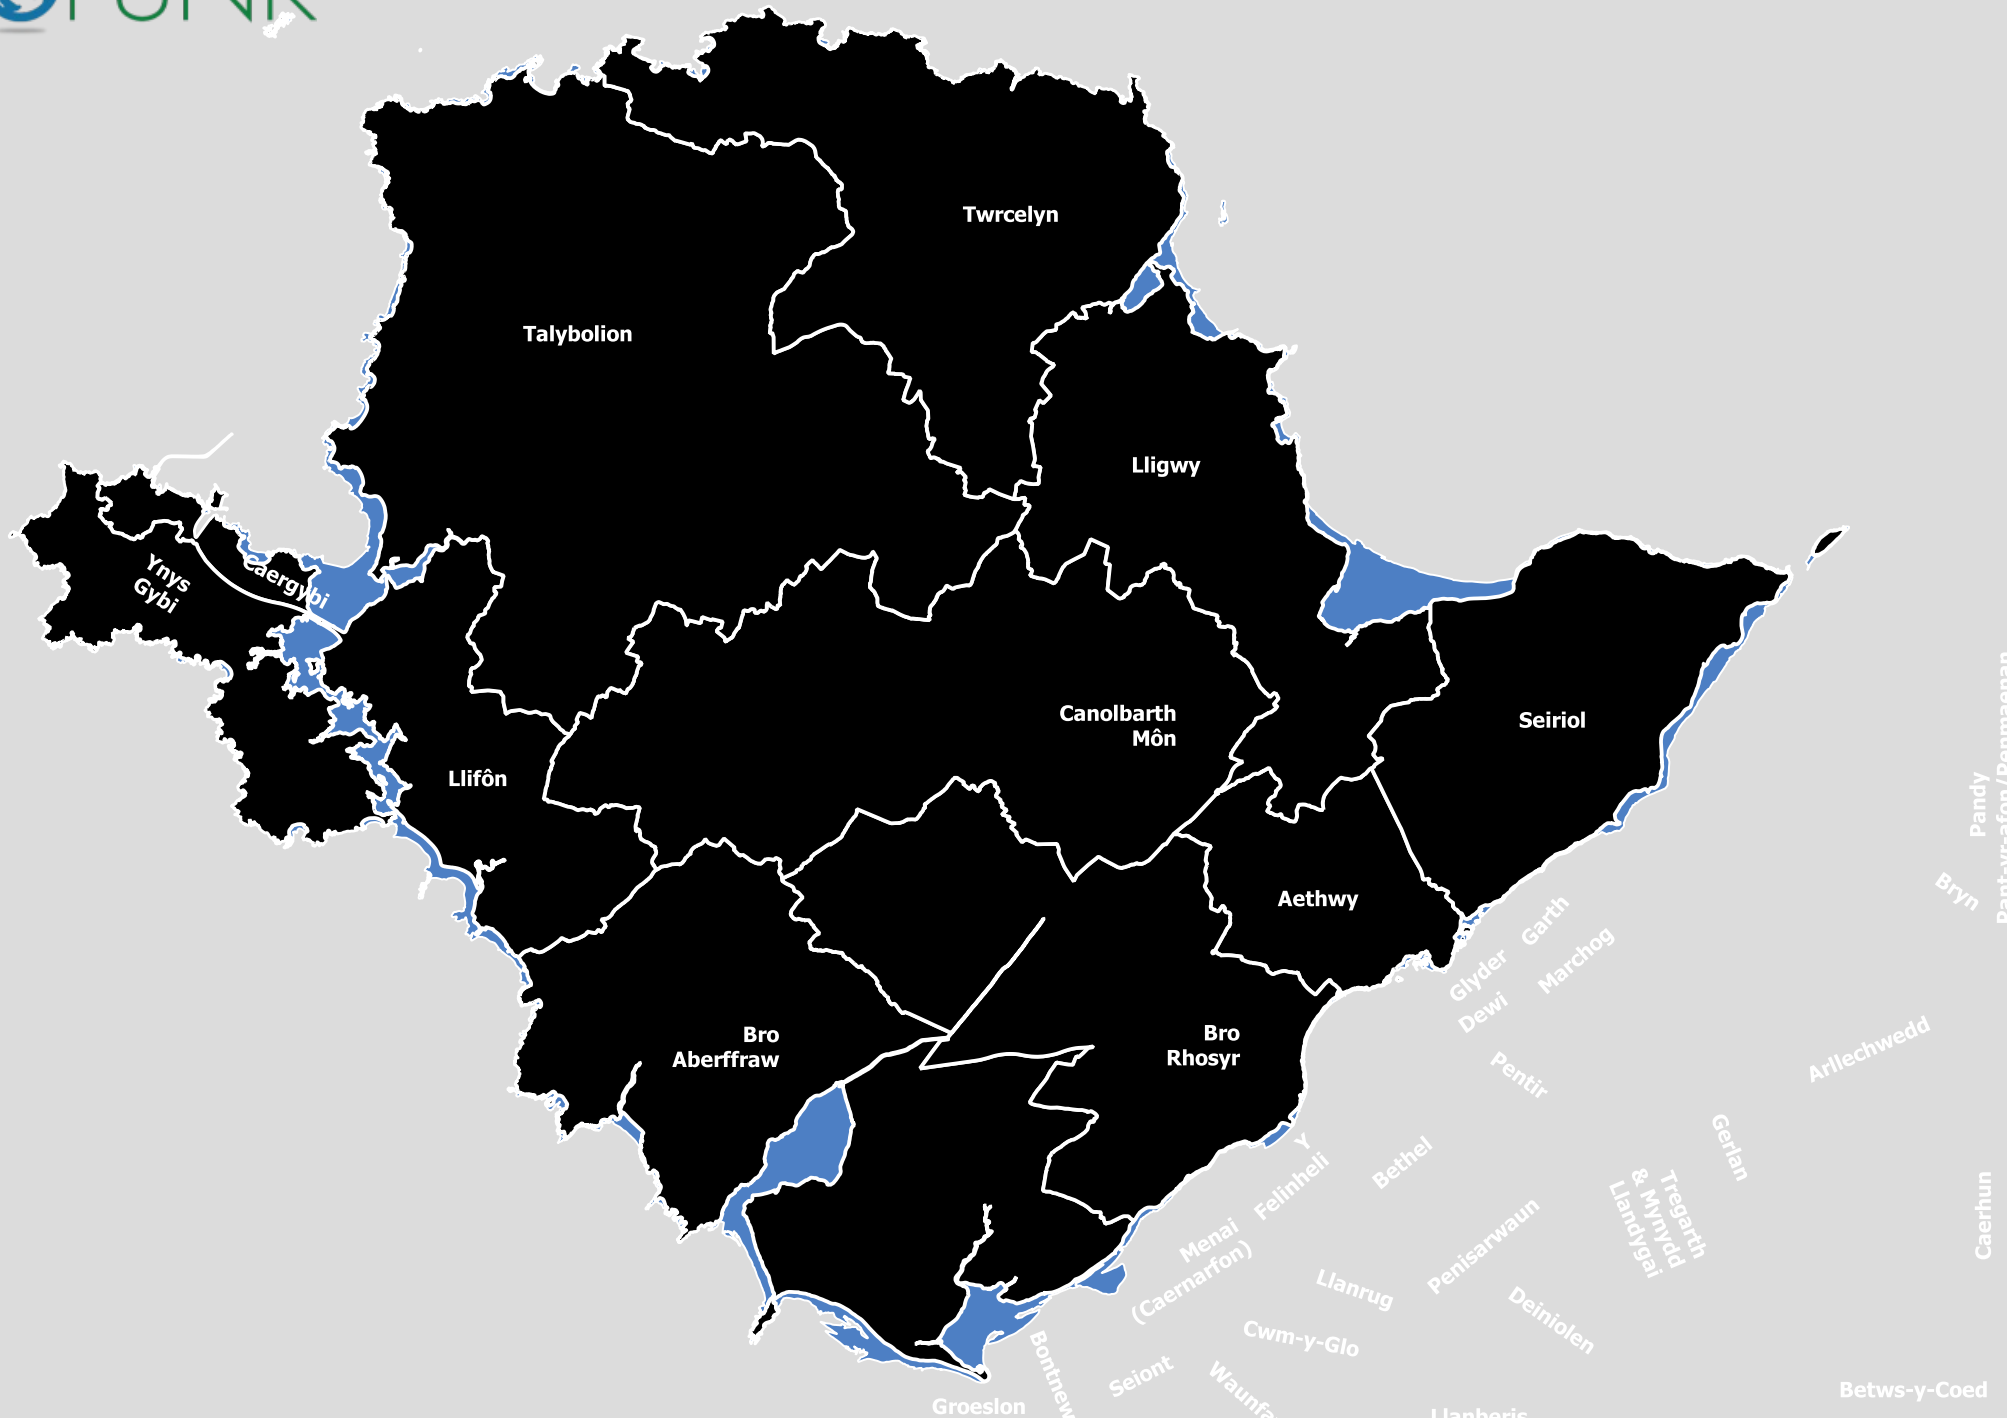 Twrcelyn
Talybolion
Lligwy
Ynys
Gybi
Caergybi
Canolbarth
Môn
Seiriol
Llifôn
Aethwy
Bro
Aberffraw
Bro
Rhosyr
Pandy
Bryn
Garth
Glyder
Marchog
Dewi
Pentir
Arllechwedd
Gerlan
Tregarth
& Mynydd
Llandygai
Caerhun
Y
Felinheli
Bethel
Menai
(Caernarfon)
Penisarwaun
Llanrug
Deiniolen
Cwm-y-Glo
Seiont
Groeslon
Betws-y-Coed